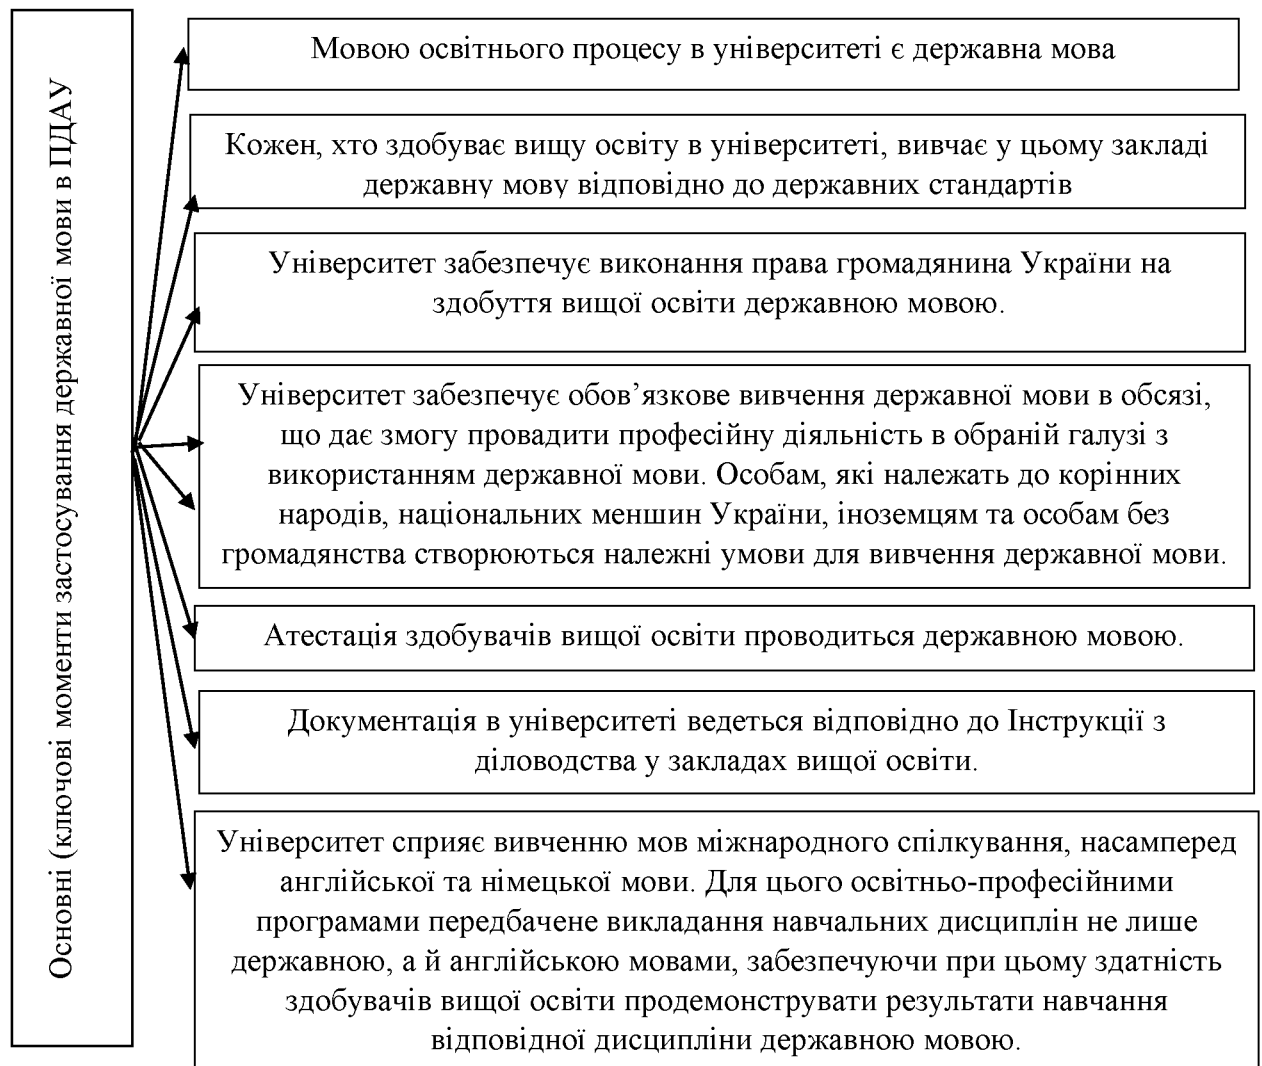 Основні (ключові моменти застосування державної мови в ПДАУ
Мовою освітнього процесу в університеті є державна мова
Кожен, хто здобуває вищу освіту в університеті, вивчає у цьому закладі
державну мову відповідно до державних стандартів
Університет забезпечує виконання права громадянина України на
здобуття вищої освіти державною мовою.
Університет забезпечує обов’язкове вивчення державної мови в обсязі,
що дає змогу провадити професійну діяльність в обраній галузі з
використанням державної мови. Особам, які належать до корінних
народів, національних меншин України, іноземцям та особам без
громадянства створюються належні умови для вивчення державної мови.
Атестація здобувачів вищої освіти проводиться державною мовою.
Документація в університеті ведеться відповідно до Інструкції з
діловодства у закладах вищої освіти.
Університет сприяє вивченню мов міжнародного спілкування, насамперед
англійської та німецької мови. Для цього освітньо-професійними
програмами передбачене викладання навчальних дисциплін не лише
державною, а й англійською мовами, забезпечуючи при цьому здатність
здобувачів вищої освіти продемонструвати результати навчання
відповідної дисципліни державною мовою.